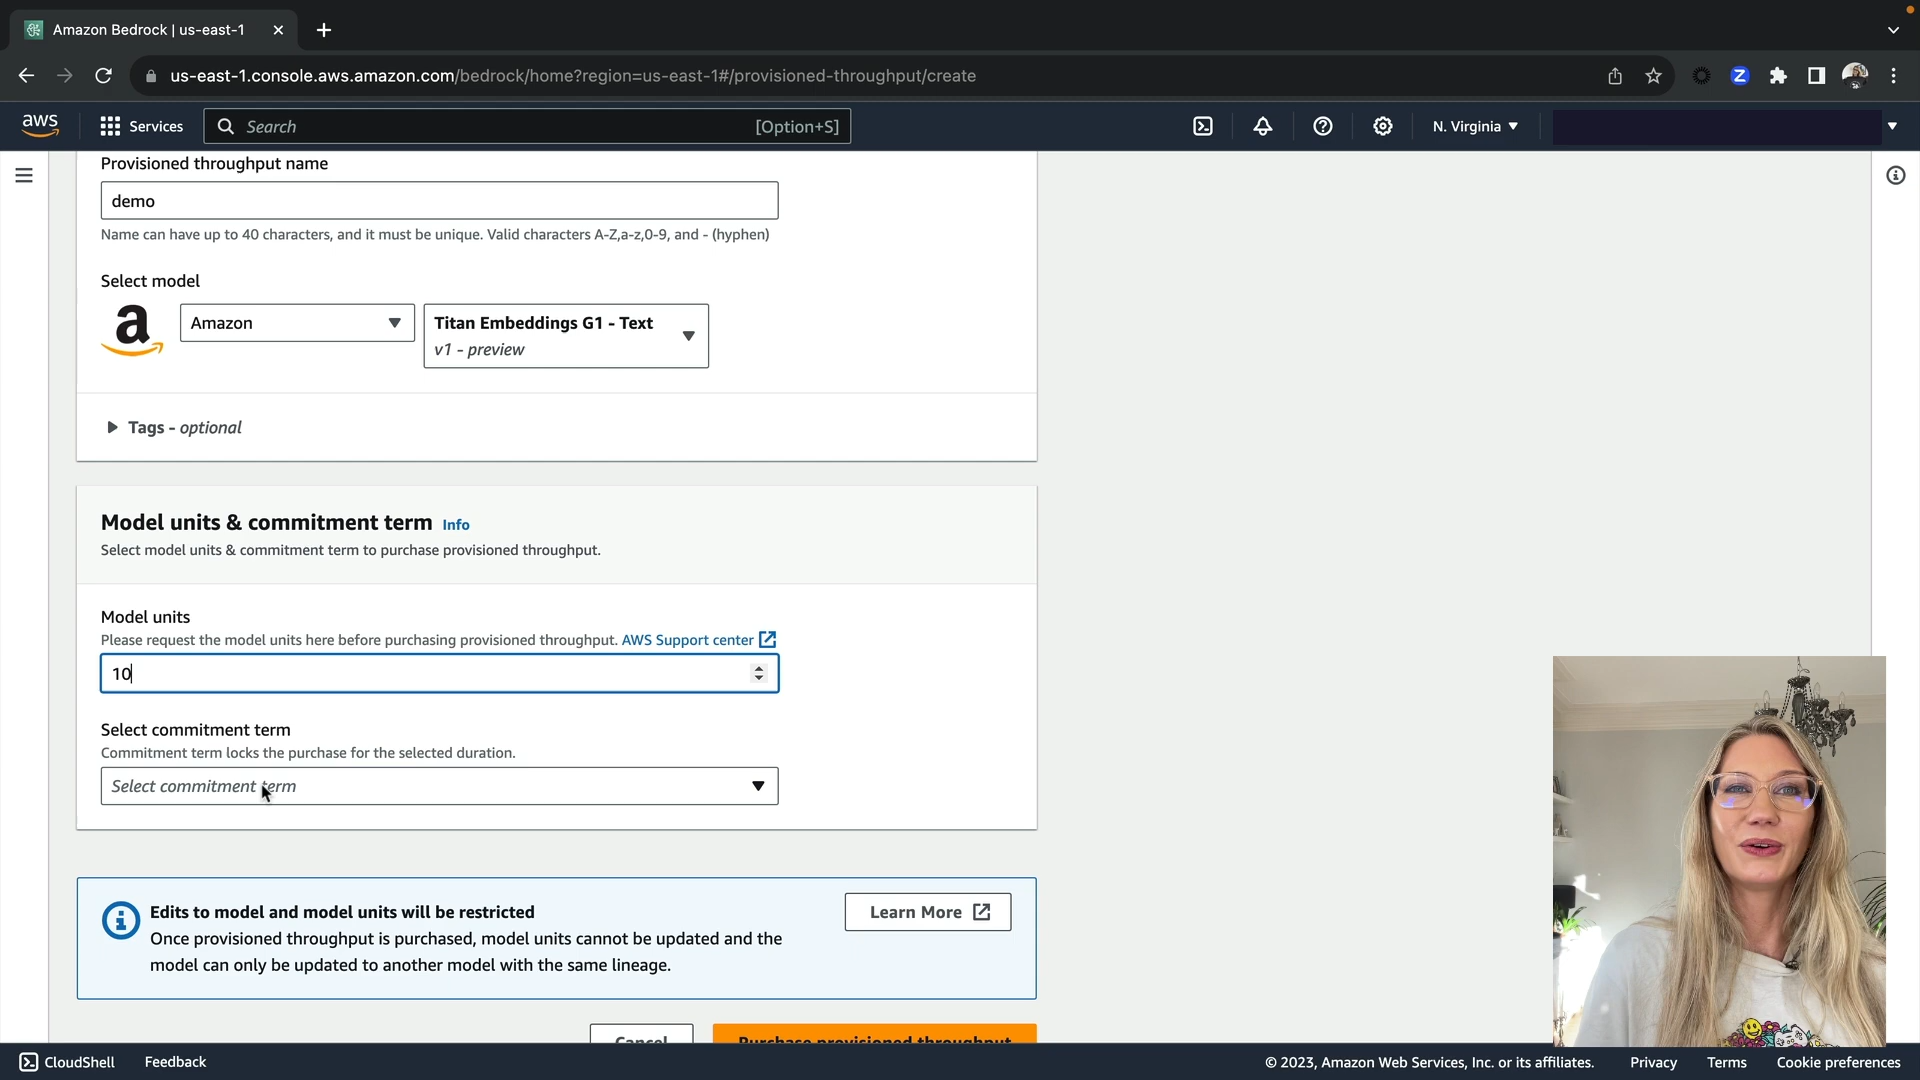 Amazon Bedrock | us-east-1
us-east-1.console.aws.amazon.com/bedrock/home?region=us-east-1#/provisioned-throughput/create
aws
Services
Search
[Option+S]
N. Virginia
Provisioned throughput name
demo
Name can have up to 40 characters, and it must be unique. Valid characters A-Z,a-z,0-9, and - (hyphen)
Select model
a
Amazon
Titan Embeddings G1 - Text
v1 - preview
Tags - optional
Model units & commitment term Info
Select model units & commitment term to purchase provisioned throughput.
Model units
Please request the model units here before purchasing provisioned throughput. AWS Support center
10
Select commitment term
Commitment term locks the purchase for the selected duration.
Select commitment term
Edits to model and model units will be restricted
Learn More
Once provisioned throughput is purchased, model units cannot be updated and the
model can only be updated to another model with the same lineage.
Cancel
Purchase provisioned throughput
CloudShell
Feedback
© 2023, Amazon Web Services, Inc. or its affiliates.
Privacy
Terms
Cookie preferences
Z